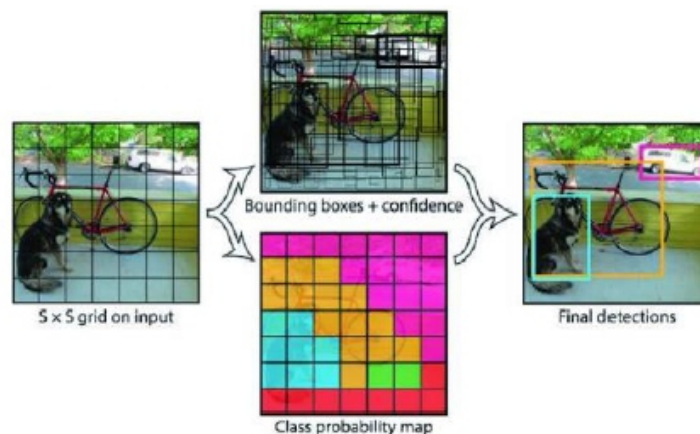 Bounding boxes + confidence
S × S grid on input
Final detections
Class probability map